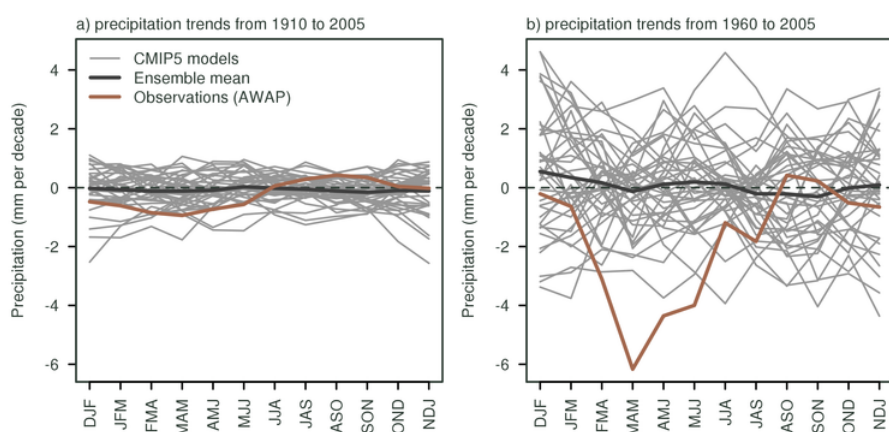 a) precipitation trends from 1910 to 2005
CMIP5 models
Ensemble mean
Observations (AWAP)
Precipitation (mm per decade)
4
2
0
-2
-4
-6
DJF
JFM
FMA
MAM
AMJ
MJJ
JJA
JAS
ASO
SON
OND
NDJ
b) precipitation trends from 1960 to 2005
Precipitation (mm per decade)
4
2
0
-2
-4
-6
DJF
JFM
FMA
MAM
AMJ
MJJ
JJA
JAS
ASO
SON
OND
NDJ